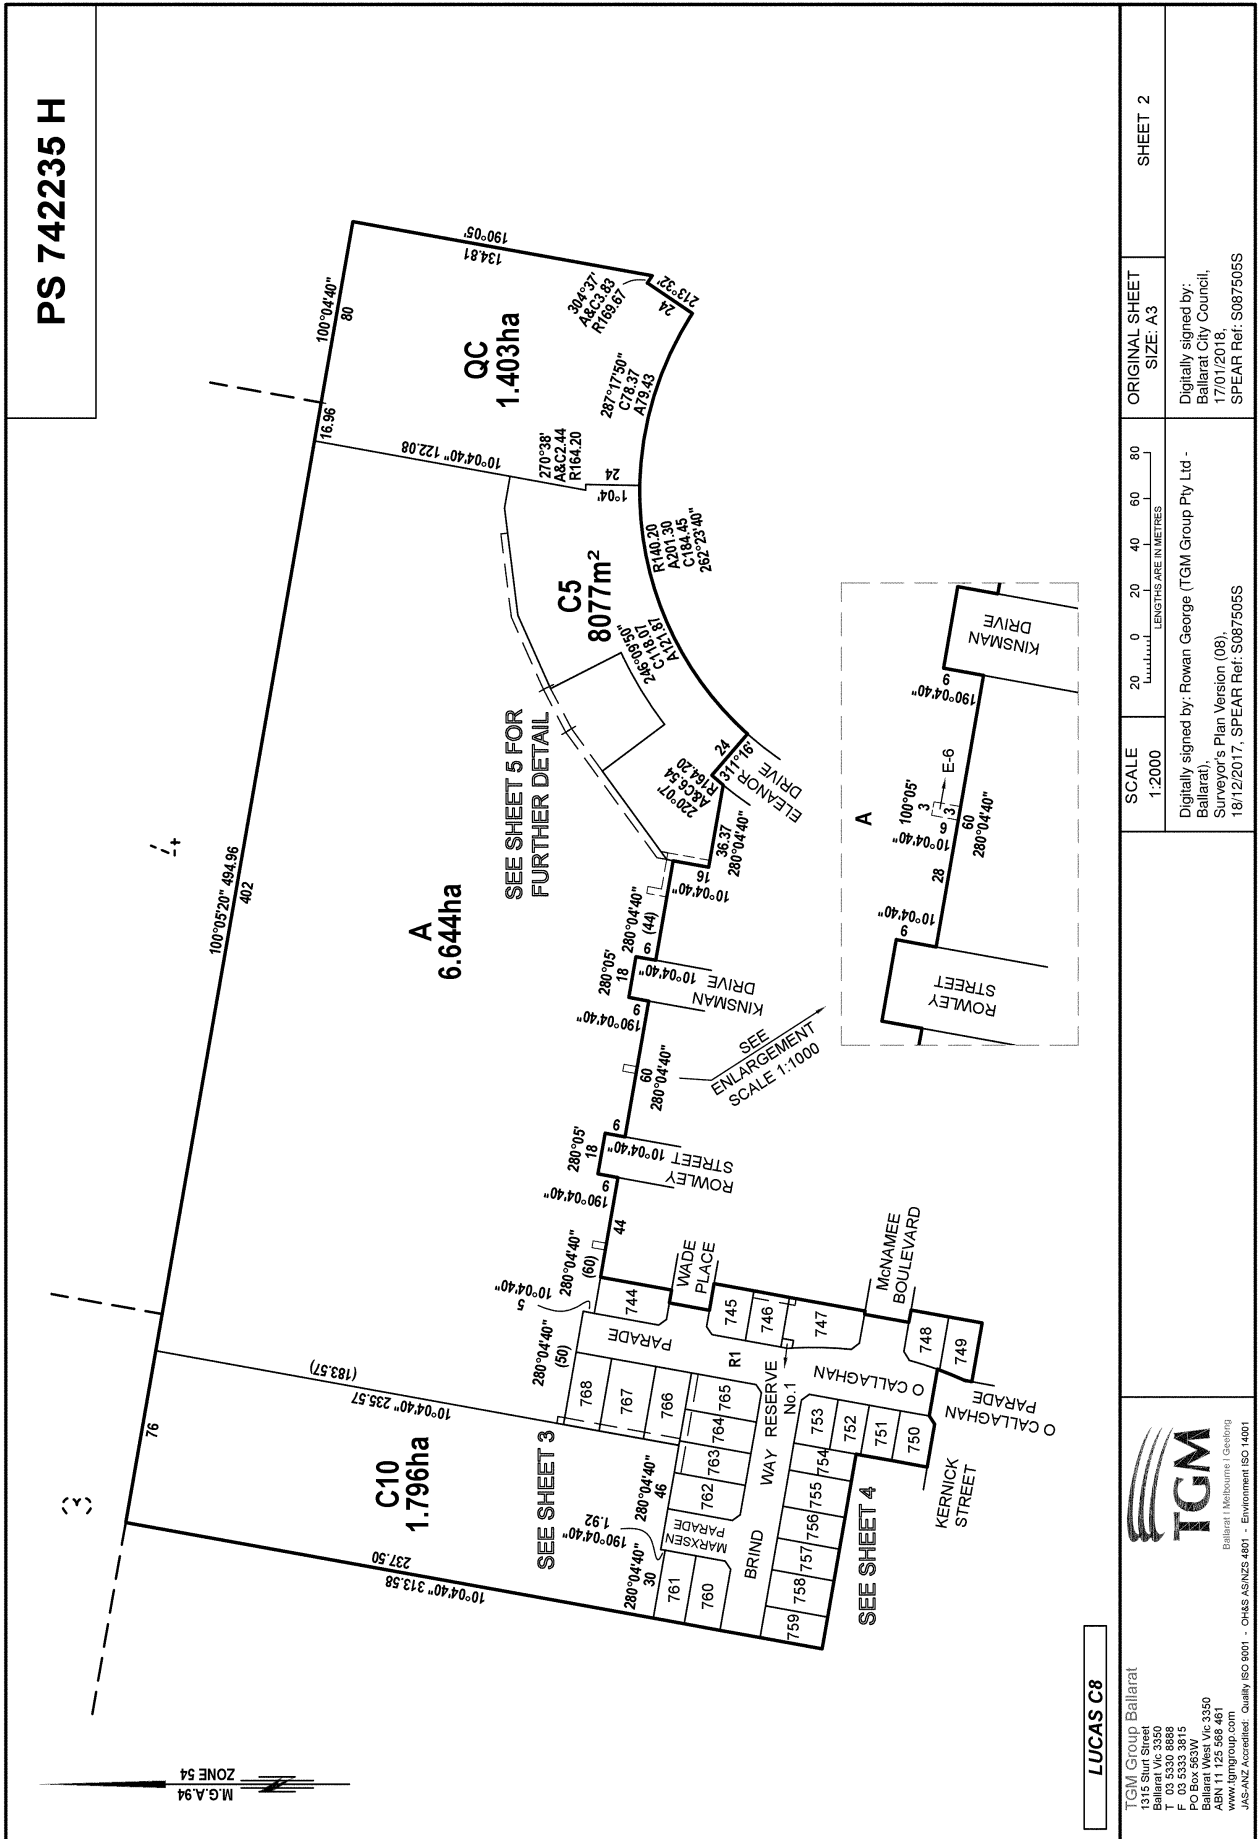 PS 742235 H
M.G.A.94
ZONE 54
3
4
100°05'20" 494.96
402
76
16.96
100°04'40"
80
190°05'
134.81
304°37'
A&C3.83
R169.67
213°32'
24
QC
1.403ha
10°04'40" 122.08
270°38'
A&C2.44
R164.20
24
1°04'
287°17'50"
C78.37
A79.43
R140.20
A201.30
C184.45
262°23'40"
C5
8077m²
246°09'50"
C118.07
A121.87
220°07'
A&C6.54
R164.20
24
311°16'
ELEANOR
DRIVE
SEE SHEET 5 FOR
FURTHER DETAIL
A
6.644ha
36.37
280°04'40"
16
10°04'40"
280°04'40"
(44)
9
280°05'
18
10°04'40"
KINSMAN
DRIVE
9
190°04'40"
60
280°04'40"
SEE
ENLARGEMENT
SCALE 1:1000
9
280°05'
18
10°04'40"
ROWLEY
STREET
9
190°04'40"
44
280°04'40"
(60)
5
10°04'40"
280°04'40"
(50)
(183.57)
10°04'40" 235.57
C10
1.796ha
237.50
10°04'40" 313.58
SEE SHEET 3
280°04'40"
46
1.92
190°04'40"
280°04'40"
30
744
WADE
PLACE
PARADE
745
746
747
R1
McNAMEE
BOULEVARD
748
749
768
767
766
765
764
763
762
MARXSEN
PARADE
761
760
BRIND
WAY
RESERVE
No.1
O CALLAGHAN
O CALLAGHAN
PARADE
753
752
751
750
754
755
756
757
758
759
KERNICK
STREET
SEE SHEET 4
A
KINSMAN
DRIVE
9
190°04'40"
E-6
100°05'
3
3
6
10°04'40"
60
280°04'40"
28
10°04'40"
9
ROWLEY
STREET
LUCAS C8
TGM Group Ballarat
1315 Sturt Street
Ballarat Vic 3350
T 03 5330 8888
F 03 5333 3815
PO Box 563W
Ballarat West Vic 3350
ABN 11 125 568 461
www.tgmgroup.com
JAS-ANZ Accredited: Quality ISO 9001 - OH&S AS/NZS 4801 - Environment ISO 14001
TGM
Ballarat | Melbourne | Geelong
SCALE
1:2000
20 0 20 40 60 80
LENGTHS ARE IN METRES
ORIGINAL SHEET
SIZE: A3
SHEET 2
Digitally signed by: Rowan George (TGM Group Pty Ltd -
Ballarat),
Surveyor's Plan Version (08),
18/12/2017, SPEAR Ref: S087505S
Digitally signed by:
Ballarat City Council,
17/01/2018,
SPEAR Ref: S087505S